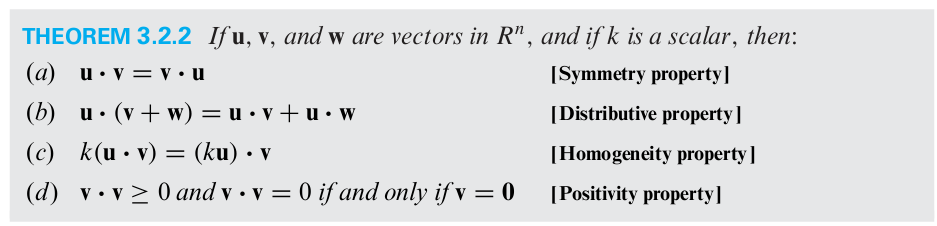 THEOREM 3.2.2 If u, v, and w are vectors in Rⁿ, and if k is a scalar, then:
(a) u · v = v · u [Symmetry property]
(b) u · (v + w) = u · v + u · w [Distributive property]
(c) k(u · v) = (ku) · v [Homogeneity property]
(d) v · v ≥ 0 and v · v = 0 if and only if v = 0 [Positivity property]